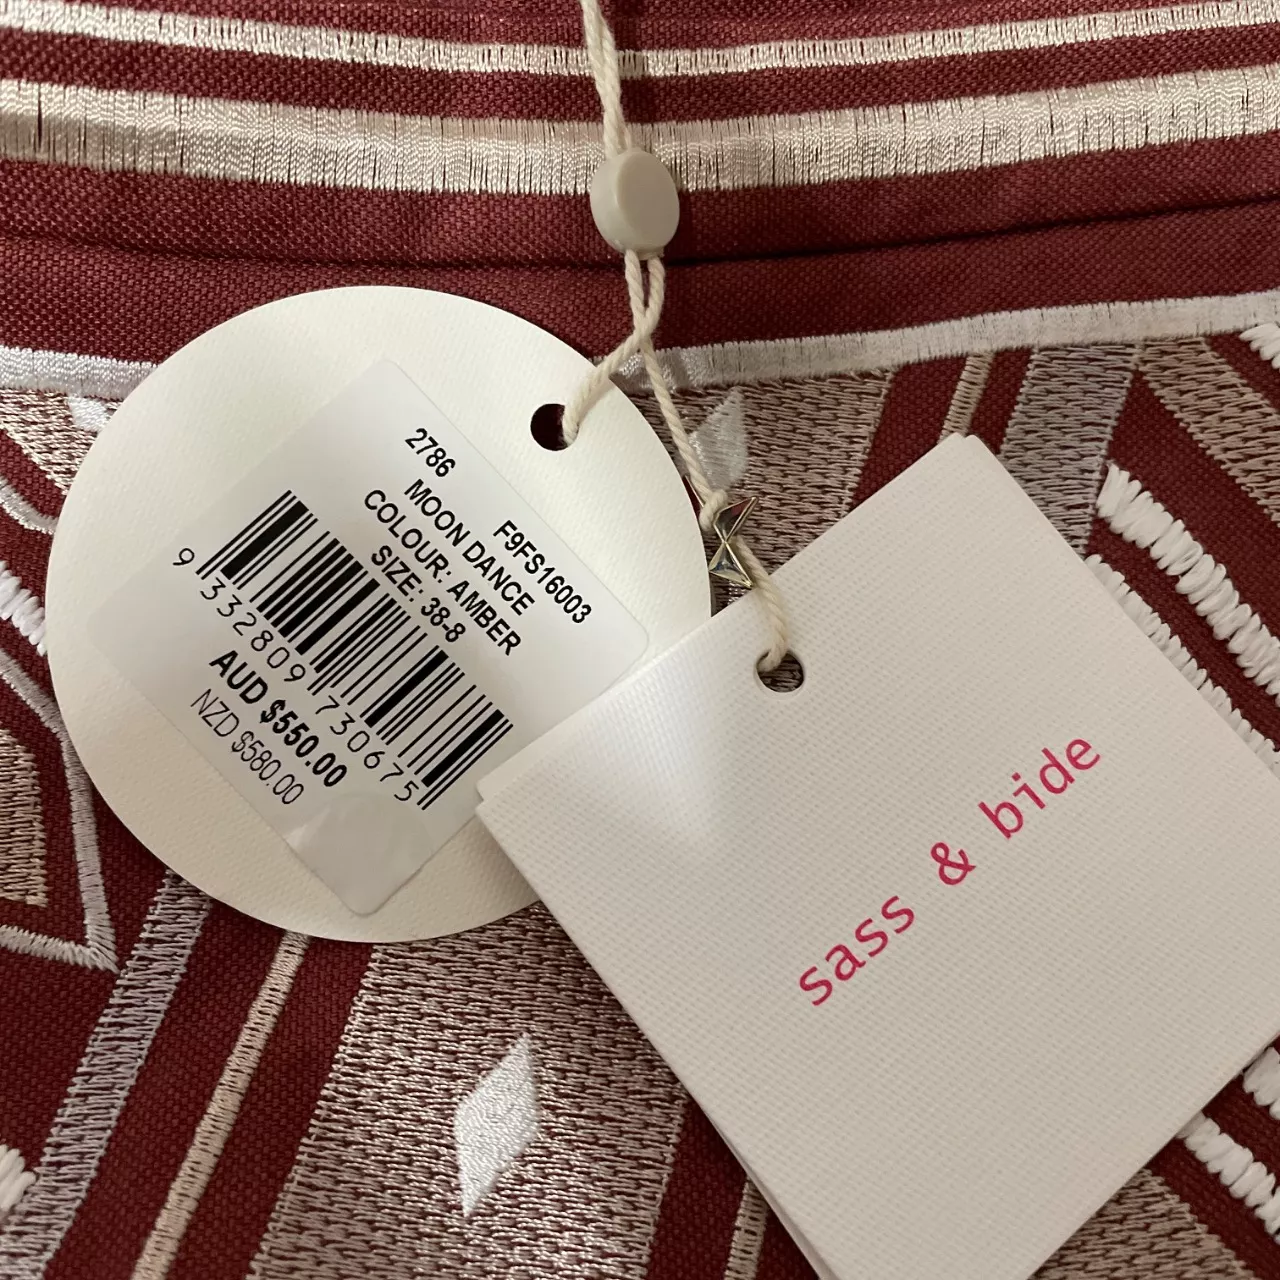 2786
F9FS16003
MOON DANCE
COLOUR: AMBER
SIZE: 38-8
9 332809 730675
AUD $550.00
NZD $580.00
sass & bide